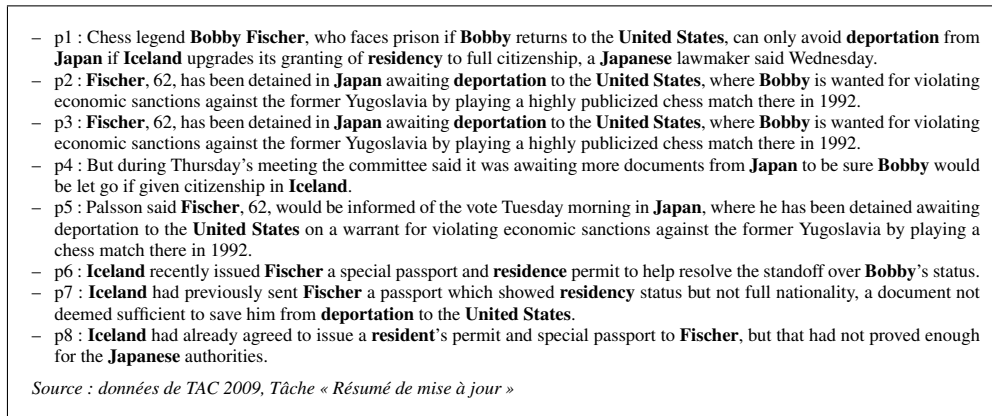 – p1 : Chess legend Bobby Fischer, who faces prison if Bobby returns to the United States, can only avoid deportation from
Japan if Iceland upgrades its granting of residency to full citizenship, a Japanese lawmaker said Wednesday.
– p2 : Fischer, 62, has been detained in Japan awaiting deportation to the United States, where Bobby is wanted for violating
economic sanctions against the former Yugoslavia by playing a highly publicized chess match there in 1992.
– p3 : Fischer, 62, has been detained in Japan awaiting deportation to the United States, where Bobby is wanted for violating
economic sanctions against the former Yugoslavia by playing a highly publicized chess match there in 1992.
– p4 : But during Thursday's meeting the committee said it was awaiting more documents from Japan to be sure Bobby would
be let go if given citizenship in Iceland.
– p5 : Palsson said Fischer, 62, would be informed of the vote Tuesday morning in Japan, where he has been detained awaiting
deportation to the United States on a warrant for violating economic sanctions against the former Yugoslavia by playing a
chess match there in 1992.
– p6 : Iceland recently issued Fischer a special passport and residence permit to help resolve the standoff over Bobby's status.
– p7 : Iceland had previously sent Fischer a passport which showed residency status but not full nationality, a document not
deemed sufficient to save him from deportation to the United States.
– p8 : Iceland had already agreed to issue a resident's permit and special passport to Fischer, but that had not proved enough
for the Japanese authorities.
Source : données de TAC 2009, Tâche « Résumé de mise à jour »